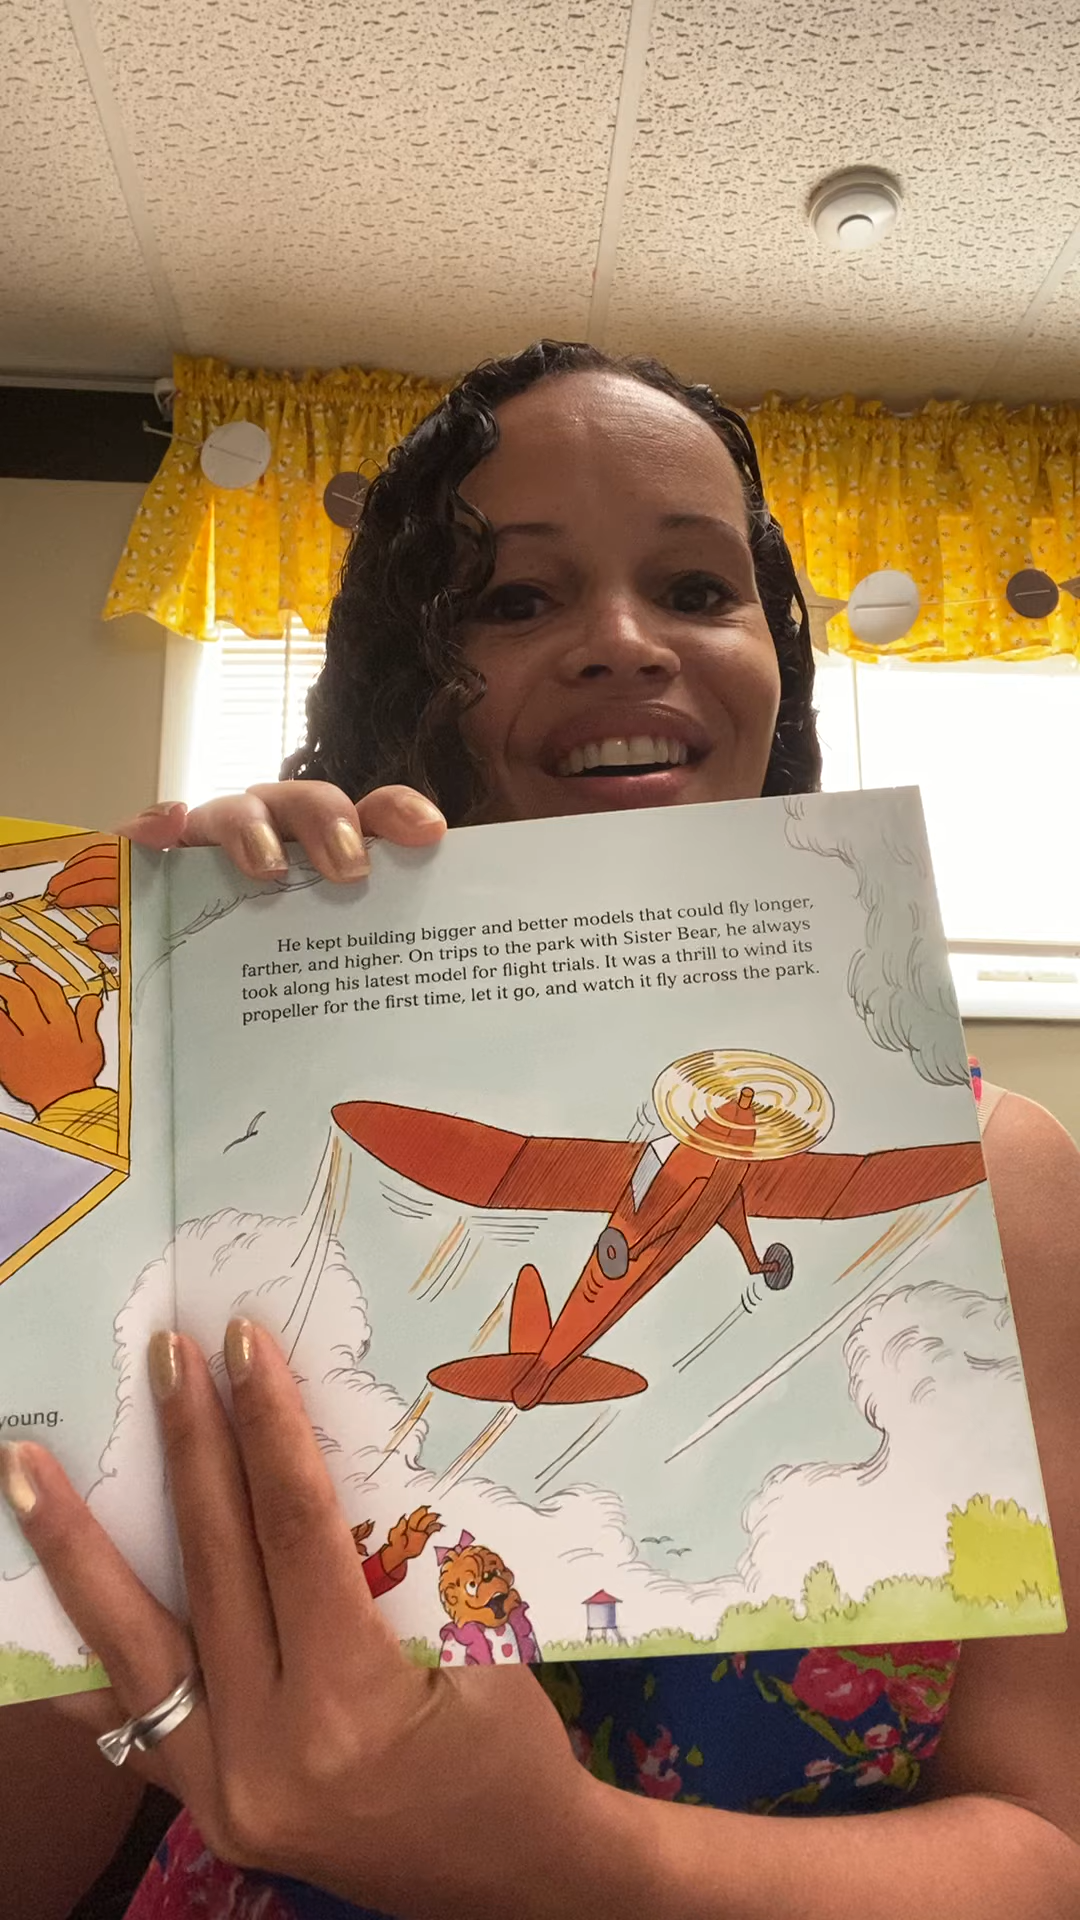 He kept building bigger and better models that could fly longer,
farther, and higher. On trips to the park with Sister Bear, he always
took along his latest model for flight trials. It was a thrill to wind its
propeller for the first time, let it go, and watch it fly across the park.
young.